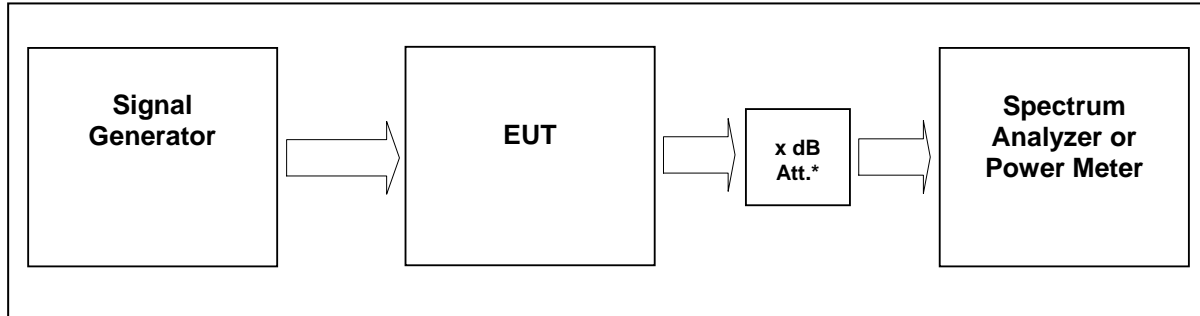 Signal
Generator
EUT
x dB
Att.*
Spectrum
Analyzer or
Power Meter